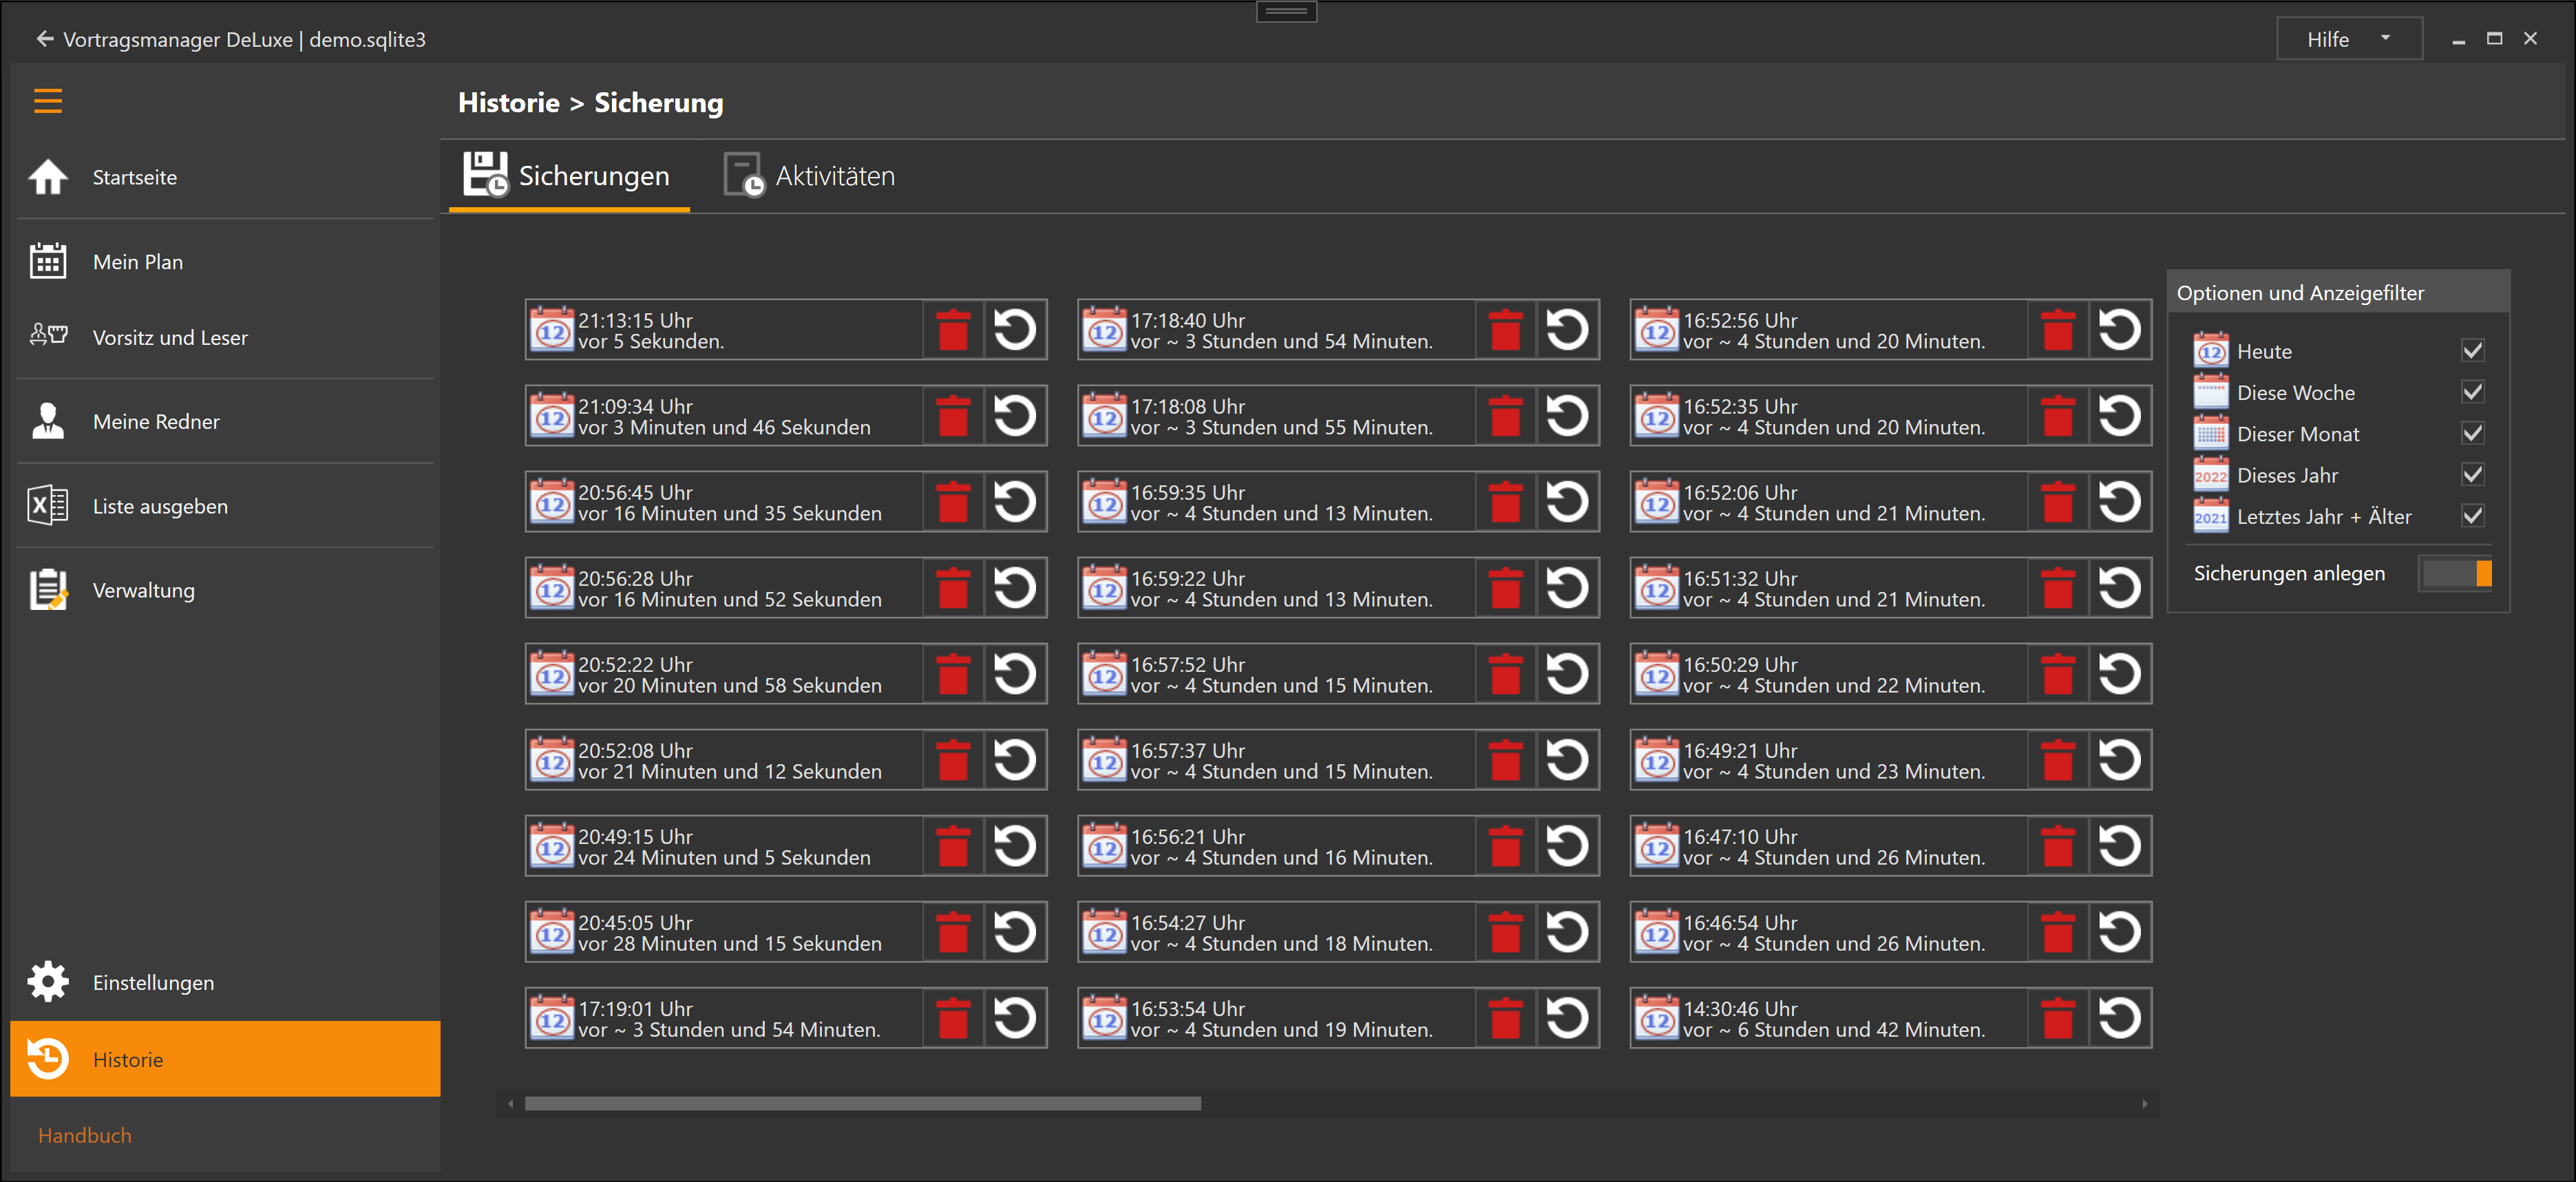 Vortragsmanager DeLuxe | demo.sqlite3
Hilfe
Startseite
Mein Plan
Vorsitz und Leser
Meine Redner
Liste ausgeben
Verwaltung
Einstellungen
Historie
Handbuch
Historie > Sicherung
Sicherungen
Aktivitäten
12
21:13:15 Uhr
vor 5 Sekunden.
12
21:09:34 Uhr
vor 3 Minuten und 46 Sekunden
12
20:56:45 Uhr
vor 16 Minuten und 35 Sekunden
12
20:56:28 Uhr
vor 16 Minuten und 52 Sekunden
12
20:52:22 Uhr
vor 20 Minuten und 58 Sekunden
12
20:52:08 Uhr
vor 21 Minuten und 12 Sekunden
12
20:49:15 Uhr
vor 24 Minuten und 5 Sekunden
12
20:45:05 Uhr
vor 28 Minuten und 15 Sekunden
12
17:19:01 Uhr
vor ~ 3 Stunden und 54 Minuten.
12
17:18:40 Uhr
vor ~ 3 Stunden und 54 Minuten.
12
17:18:08 Uhr
vor ~ 3 Stunden und 55 Minuten.
12
16:59:35 Uhr
vor ~ 4 Stunden und 13 Minuten.
12
16:59:22 Uhr
vor ~ 4 Stunden und 13 Minuten.
12
16:57:52 Uhr
vor ~ 4 Stunden und 15 Minuten.
12
16:57:37 Uhr
vor ~ 4 Stunden und 15 Minuten.
12
16:56:21 Uhr
vor ~ 4 Stunden und 16 Minuten.
12
16:54:27 Uhr
vor ~ 4 Stunden und 18 Minuten.
12
16:53:54 Uhr
vor ~ 4 Stunden und 19 Minuten.
12
16:52:56 Uhr
vor ~ 4 Stunden und 20 Minuten.
12
16:52:35 Uhr
vor ~ 4 Stunden und 20 Minuten.
12
16:52:06 Uhr
vor ~ 4 Stunden und 21 Minuten.
12
16:51:32 Uhr
vor ~ 4 Stunden und 21 Minuten.
12
16:50:29 Uhr
vor ~ 4 Stunden und 22 Minuten.
12
16:49:21 Uhr
vor ~ 4 Stunden und 23 Minuten.
12
16:47:10 Uhr
vor ~ 4 Stunden und 26 Minuten.
12
16:46:54 Uhr
vor ~ 4 Stunden und 26 Minuten.
12
14:30:46 Uhr
vor ~ 6 Stunden und 42 Minuten.
Optionen und Anzeigefilter
12 Heute
Diese Woche
Dieser Monat
2022 Dieses Jahr
2021 Letztes Jahr + Älter
Sicherungen anlegen